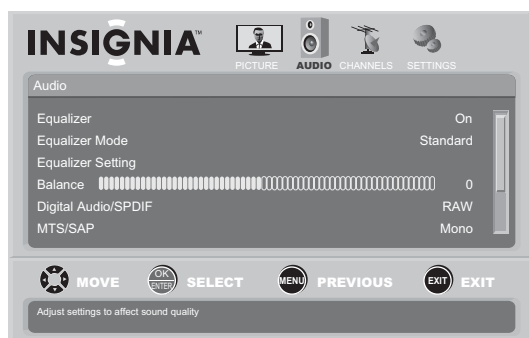 INSIGNIA™
PICTURE AUDIO CHANNELS SETTINGS
Audio
Equalizer On
Equalizer Mode Standard
Equalizer Setting
Balance 0
Digital Audio/SPDIF RAW
MTS/SAP Mono
MOVE OK ENTER SELECT MENU PREVIOUS EXIT EXIT
Adjust settings to affect sound quality